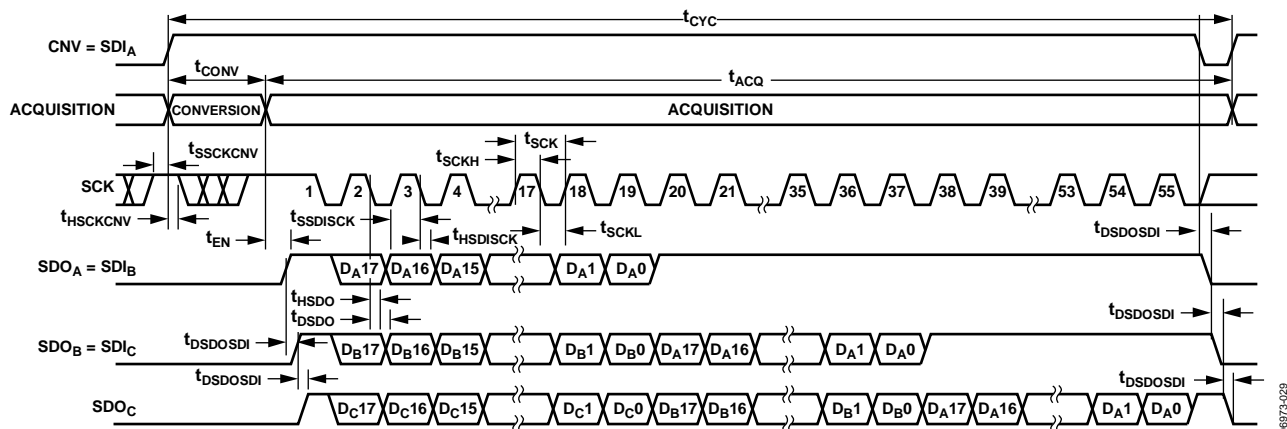 tCYC
CNV = SDIA
tCONV
tACQ
ACQUISITION CONVERSION ACQUISITION
tSSCKCNV
tSCK
tSCKH
SCK 1 2 3 4 17 18 19 20 21 35 36 37 38 39 53 54 55
tHSCKCNV
tSSDISCK
tEN
tHSDISCK
tSCKL
tDSDOSDI
SDOA = SDIB DA17 DA16 DA15 DA1 DA0
tHSDO
tDSDO
tDSDOSDI
tDSDOSDI
SDOB = SDIC DB17 DB16 DB15 DB1 DB0 DA17 DA16 DA1 DA0
tDSDOSDI
tDSDOSDI
SDOC DC17 DC16 DC15 DC1 DC0 DB17 DB16 DB1 DB0 DA17 DA16 DA1 DA0
6973-029